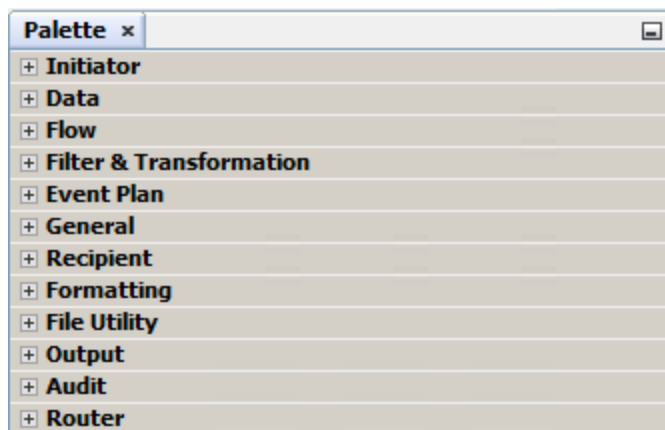 Palette
Initiator
Data
Flow
Filter & Transformation
Event Plan
General
Recipient
Formatting
File Utility
Output
Audit
Router